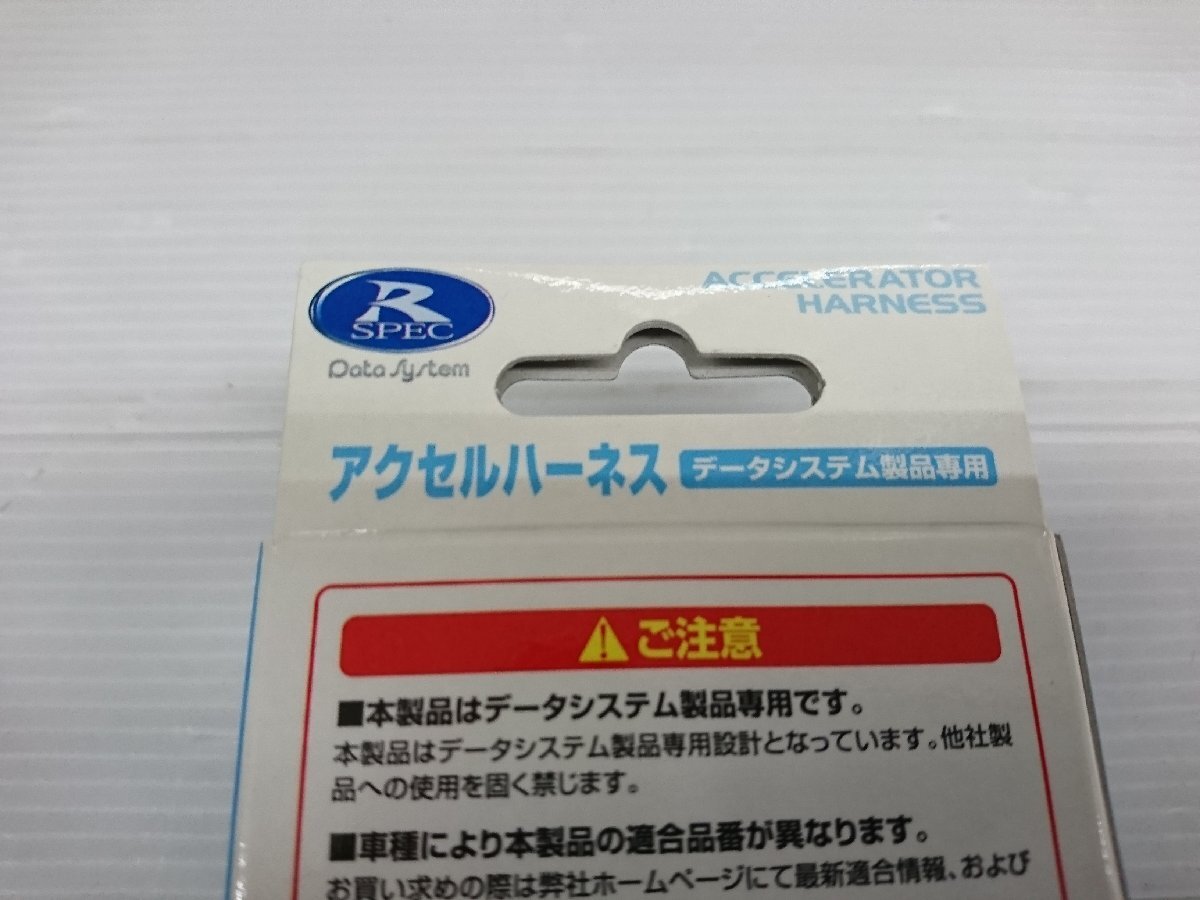 R
SPEC
Data System
ACCELERATOR
HARNESS
アクセルハーネス データシステム製品専用
⚠ご注意
■本製品はデータシステム製品専用です。
本製品はデータシステム製品専用設計となっています。他社製
品への使用を固く禁じます。
■車種により本製品の適合品番が異なります。
お買い求めの際は弊社ホームページにて最新適合情報、および